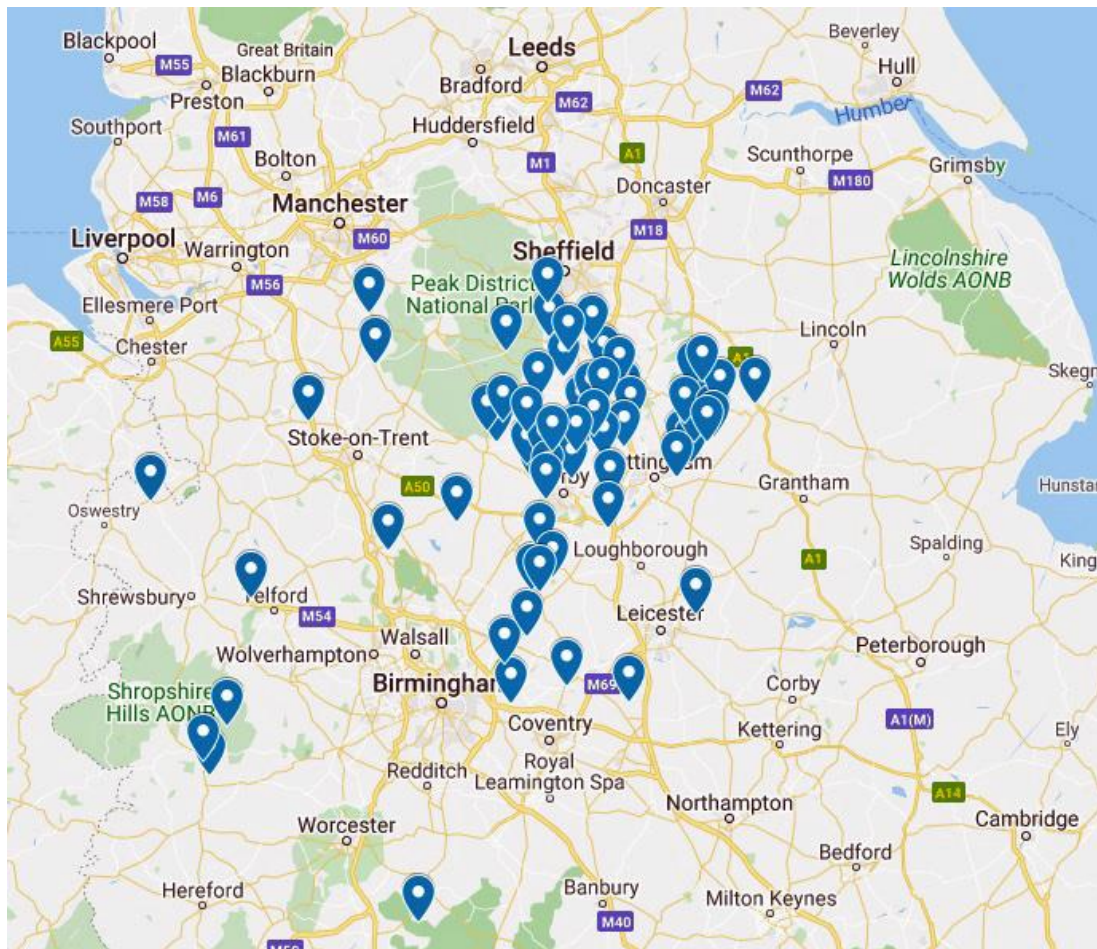 Blackpool
M55
Great Britain
Blackburn
Preston
Leeds
Bradford
M62
Beverley
Hull
M62
Humber
Southport
M61
Huddersfield
Bolton
M1
A1
Scunthorpe
M180
Grimsby
M58
M6
Manchester
M60
Doncaster
M18
Liverpool
Warrington
M56
Sheffield
Peak District
National Park
Lincolnshire
Wolds AONB
Ellesmere Port
A55
Chester
Lincoln
A1
Skegn
Stoke-on-Trent
A50
ttingham
rby
Grantham
Hunstan
Oswestry
Loughborough
Spalding
A1
King
Shrewsbury
Telford
M54
Leicester
Walsall
Wolverhampton
Peterborough
Shropshire
Hills AONB
Birmingham
M69
Corby
Coventry
Kettering
A1(M)
Ely
Redditch
Royal
Leamington Spa
A14
Northampton
Cambridge
Worcester
Bedford
Hereford
Banbury
Milton Keynes
M40
M50